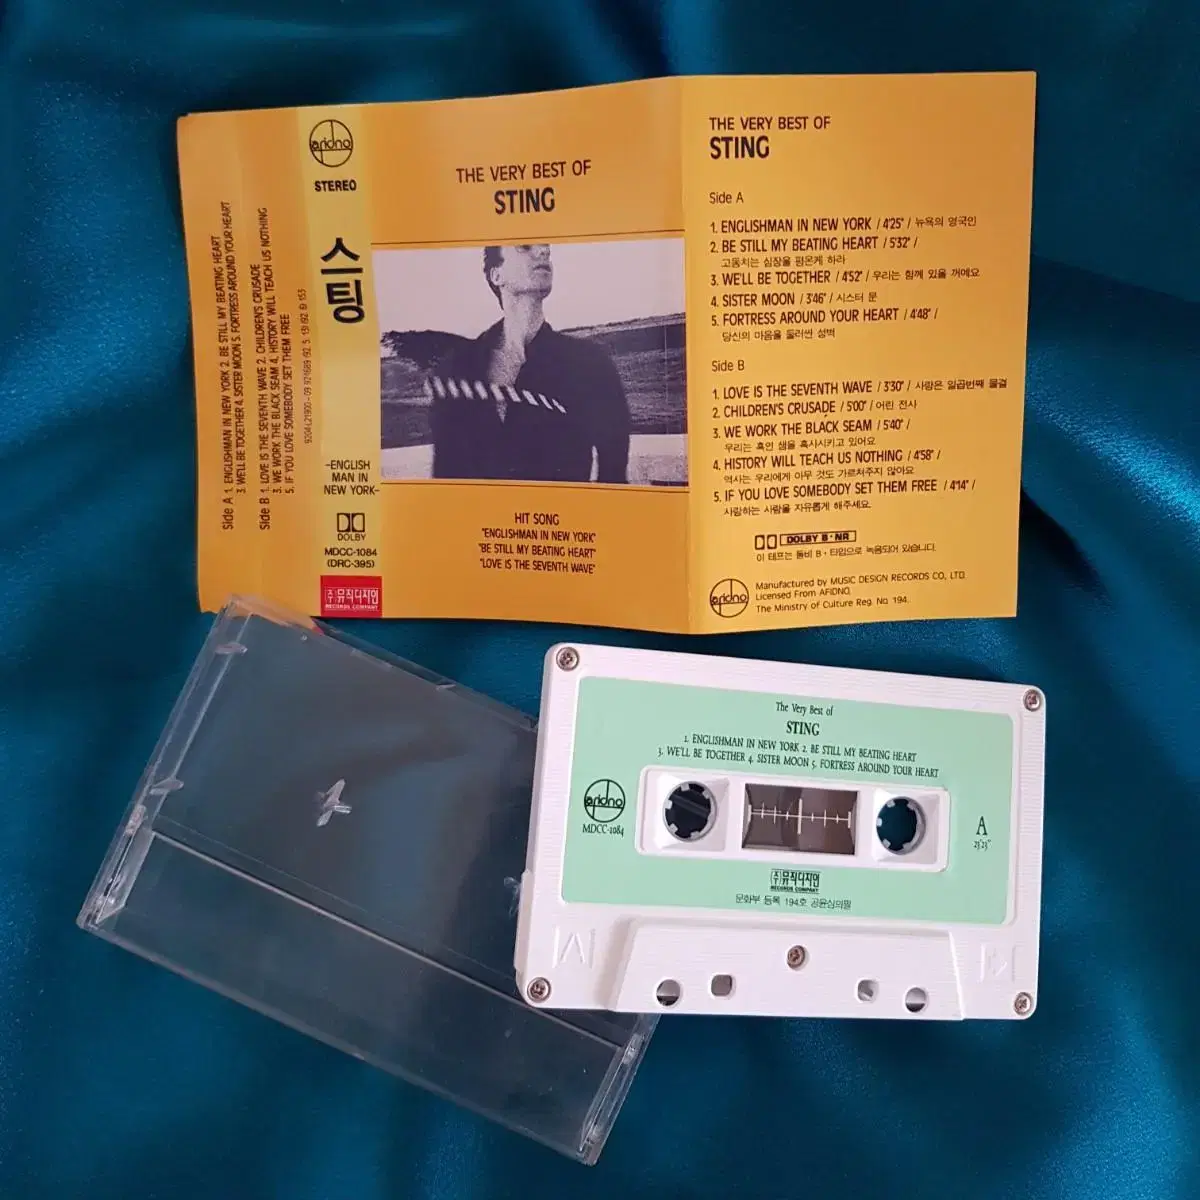 Side A 1. ENGLISHMAN IN NEW YORK 2. BE STILL MY BEATING HEART
3. WE'LL BE TOGETHER 4. SISTER MOON 5. FORTRESS AROUND YOUR HEART
Side B 1. LOVE IS THE SEVENTH WAVE 2. CHILDREN'S CRUSADE
3. WE WORK THE BLACK SEAM 4. HISTORY WILL TEACH US NOTHING
5. IF YOU LOVE SOMEBODY SET THEM FREE
afidno
STEREO
스팅
-ENGLISH
MAN IN
NEW YORK-
DOLBY
MDCC-1084
(DRC-395)
(주)뮤직디자인
RECORDS COMPANY
THE VERY BEST OF
STING
HIT SONG
"ENGLISHMAN IN NEW YORK"
"BE STILL MY BEATING HEART"
"LOVE IS THE SEVENTH WAVE"
THE VERY BEST OF
STING
Side A
1. ENGLISHMAN IN NEW YORK / 4'25" / 뉴욕의 영국인
2. BE STILL MY BEATING HEART / 5'32" /
고동치는 심장을 평온케 하라
3. WE'LL BE TOGETHER / 4'52" / 우리는 함께 있을 꺼예요
4. SISTER MOON / 3'46" / 시스터 문
5. FORTRESS AROUND YOUR HEART / 4'48" /
당신의 마음을 둘러싼 성벽
Side B
1. LOVE IS THE SEVENTH WAVE / 3'30" / 사랑은 일곱번째 물결
2. CHILDREN'S CRUSADE / 5'00" / 어린 전사
3. WE WORK THE BLACK SEAM / 5'40" /
우리는 흑인 샘을 혹사시키고 있어요
4. HISTORY WILL TEACH US NOTHING / 4'58" /
역사는 우리에게 아무 것도 가르쳐주지 않아요
5. IF YOU LOVE SOMEBODY SET THEM FREE / 4'14" /
사랑하는 사람을 자유롭게 해주세요.
DOLBY B·NR
이 테프는 돌비 B·타입으로 녹음되어 있습니다.
afidno
Manufactured by MUSIC DESIGN RECORDS CO., LTD.
Licensed From AFIDNO,
The Ministry of Culture Reg. No. 194.
The Very Best of
STING
1. ENGLISHMAN IN NEW YORK 2. BE STILL MY BEATING HEART
3. WE'LL BE TOGETHER 4. SISTER MOON 5. FORTRESS AROUND YOUR HEART
afidno
MDCC-1084
A
23'23"
(주)뮤직디자인
RECORDS COMPANY
문화부 등록 194호 공윤심의필
A